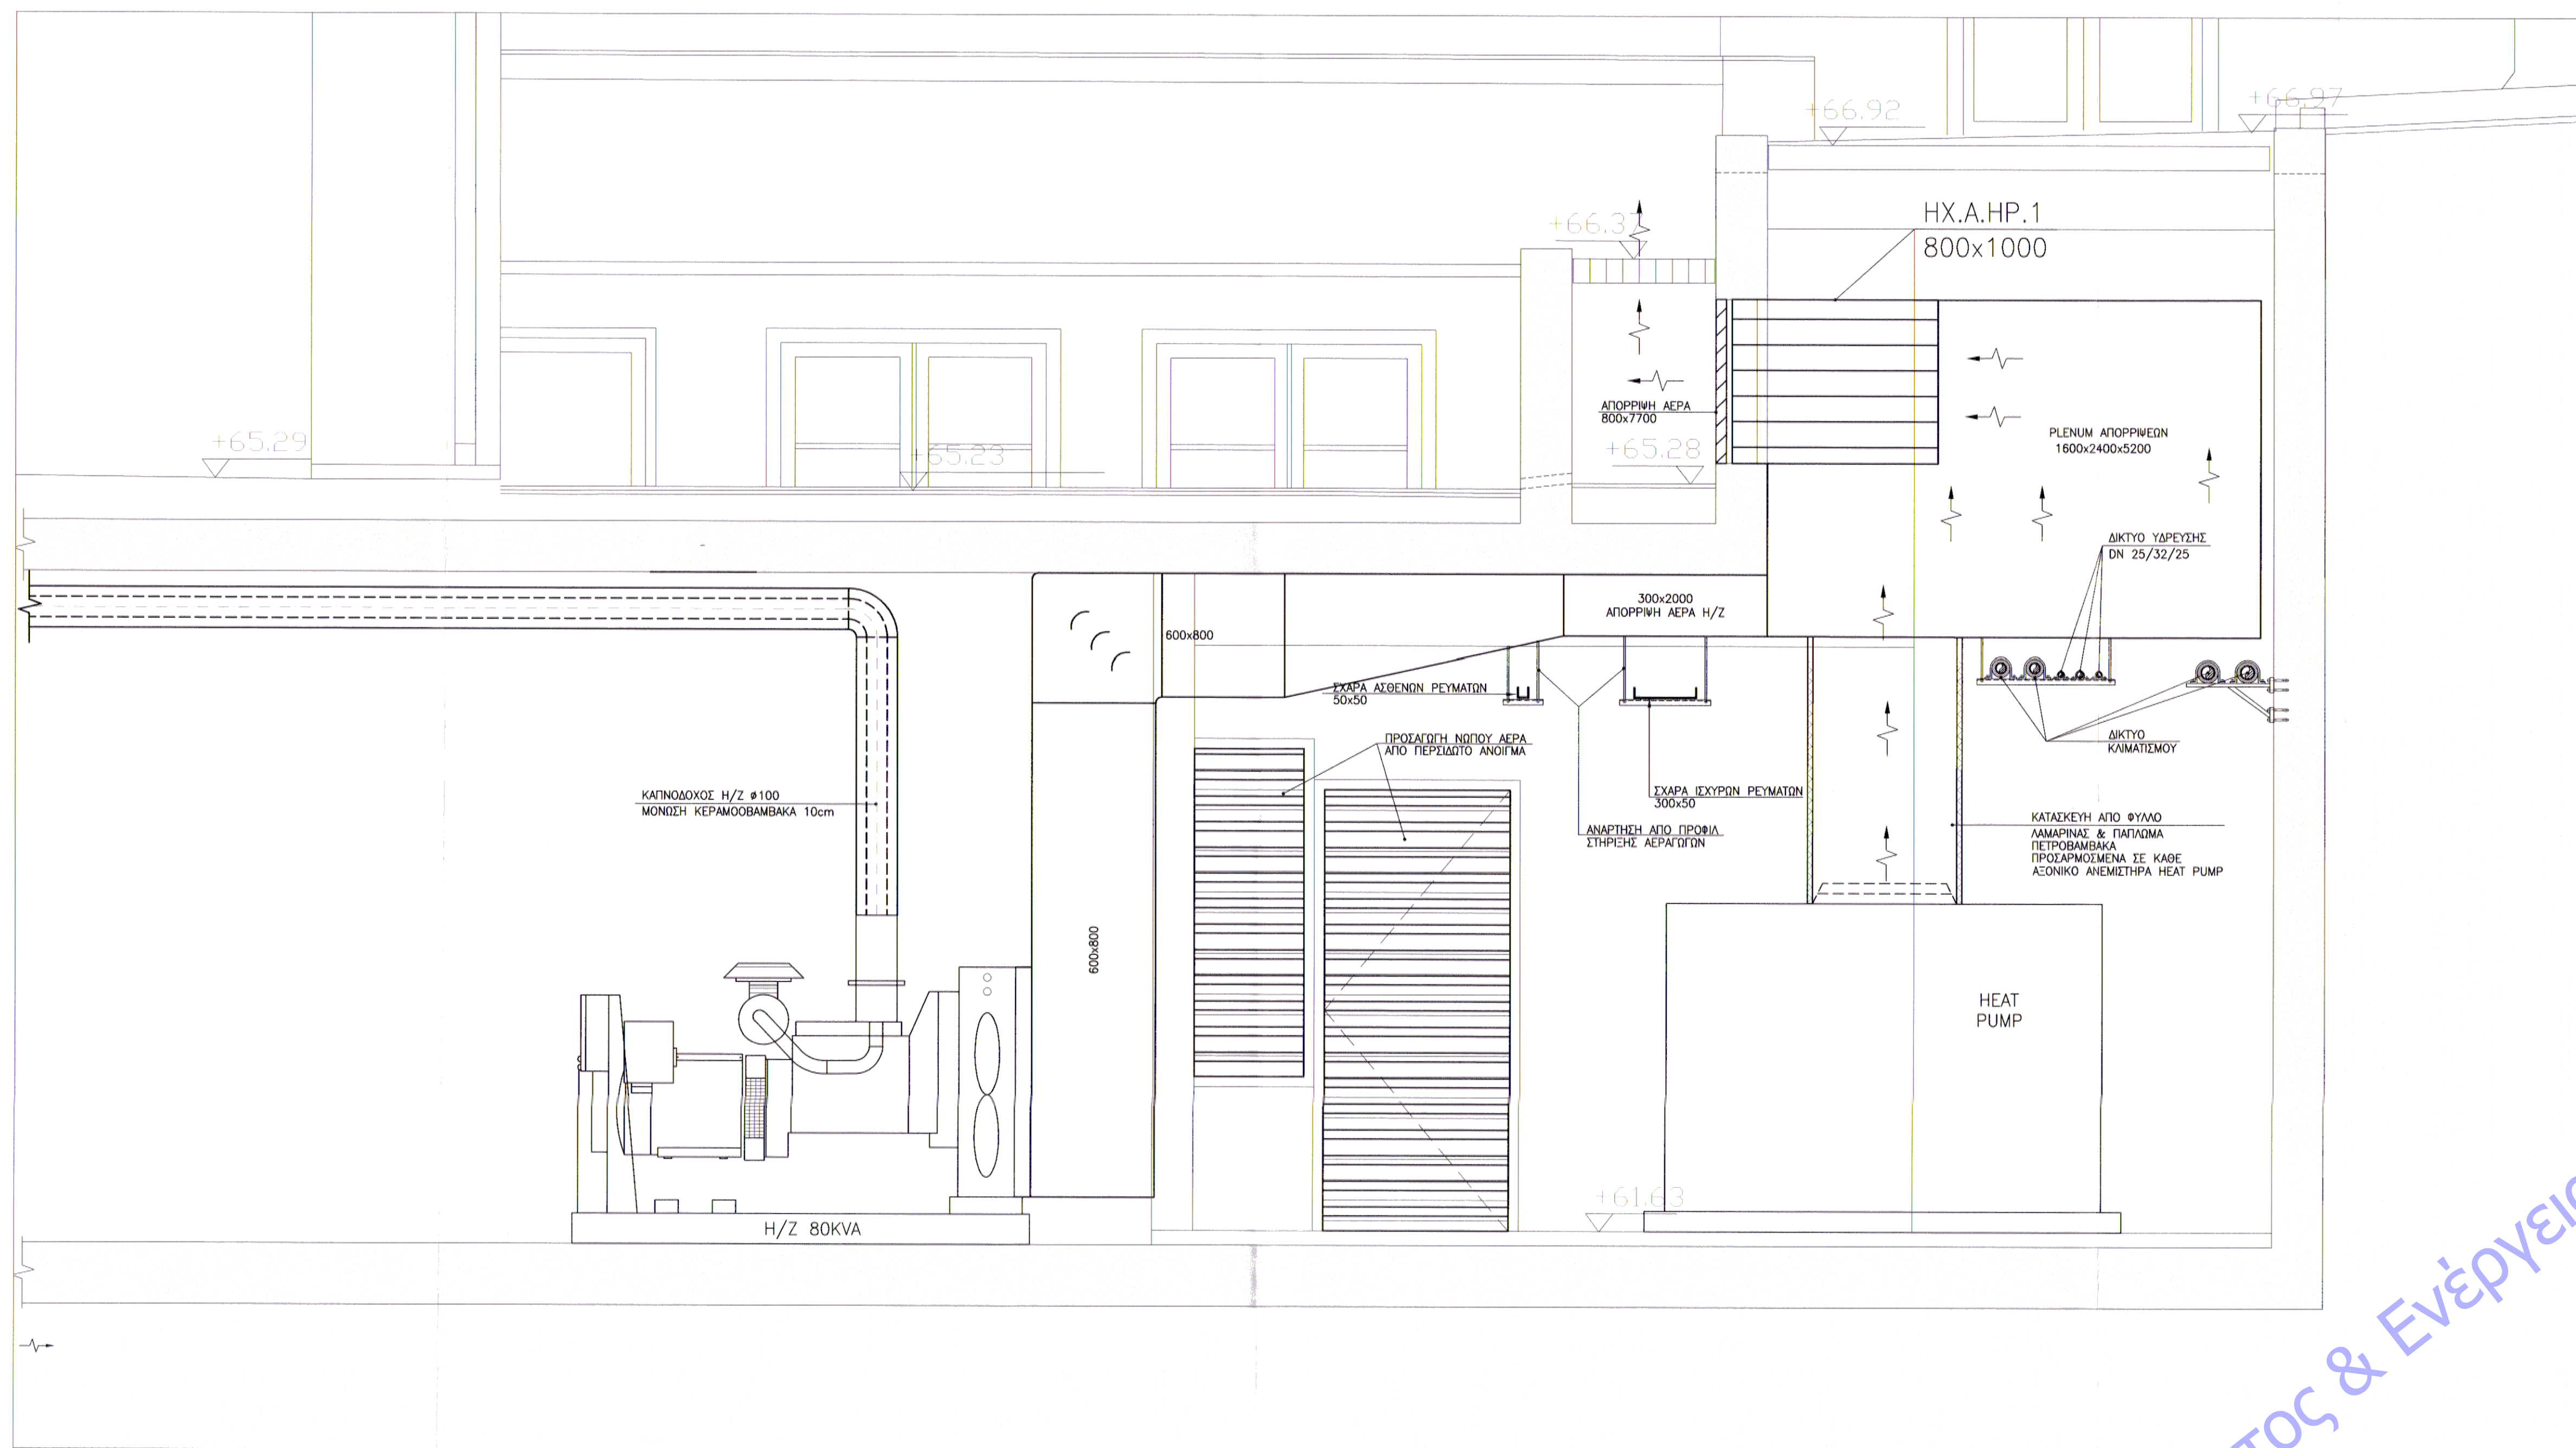 +66.97
+66.92
+66.37
HX.A.HP.1
800x1000
ΑΠΟΡΡΙΨΗ ΑΕΡΑ
800x7700
+65.29
+65.23
+65.28
PLENUM ΑΠΟΡΡΙΨΕΩΝ
1600x2400x5200
ΔΙΚΤΥΟ ΥΔΡΕΥΣΗΣ
DN 25/32/25
300x2000
ΑΠΟΡΡΙΨΗ ΑΕΡΑ Η/Ζ
600x800
ΣΧΑΡΑ ΑΣΘΕΝΩΝ ΡΕΥΜΑΤΩΝ
50x50
ΠΡΟΣΑΓΩΓΗ ΝΩΠΟΥ ΑΕΡΑ
ΑΠΟ ΠΕΡΣΙΔΩΤΟ ΑΝΟΙΓΜΑ
ΔΙΚΤΥΟ
ΚΛΙΜΑΤΙΣΜΟΥ
ΚΑΠΝΟΔΟΧΟΣ Η/Ζ ø100
ΜΟΝΩΣΗ ΚΕΡΑΜΟΟΒΑΜΒΑΚΑ 10cm
ΣΧΑΡΑ ΙΣΧΥΡΩΝ ΡΕΥΜΑΤΩΝ
300x50
ΑΝΑΡΤΗΣΗ ΑΠΟ ΠΡΟΦΙΛ
ΣΤΗΡΙΞΗΣ ΑΕΡΑΓΩΓΩΝ
ΚΑΤΑΣΚΕΥΗ ΑΠΟ ΦΥΛΛΟ
ΛΑΜΑΡΙΝΑΣ & ΠΑΠΛΩΜΑ
ΠΕΤΡΟΒΑΜΒΑΚΑ
ΠΡΟΣΑΡΜΟΣΜΕΝΑ ΣΕ ΚΑΘΕ
ΑΞΟΝΙΚΟ ΑΝΕΜΙΣΤΗΡΑ HEAT PUMP
600x800
HEAT
PUMP
+61.63
Η/Ζ 80KVA
τος & Ενέργεια